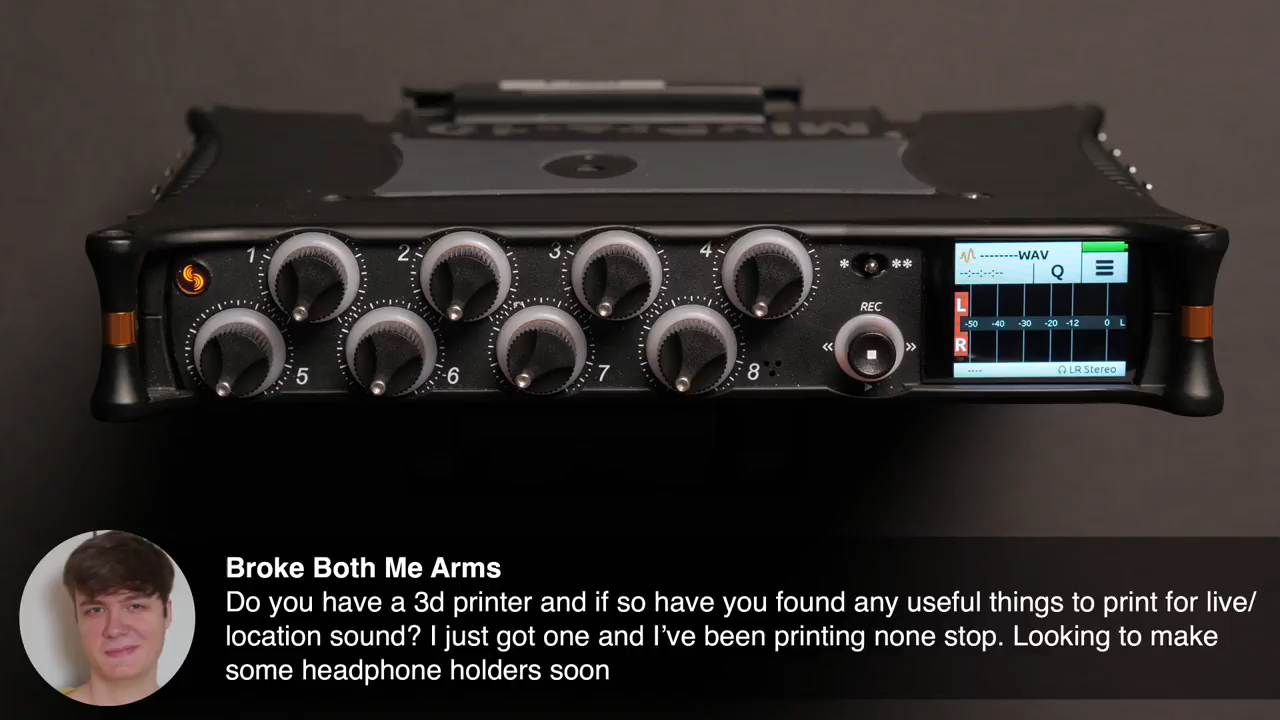 MixPre-10
1
2
3
4
* **
--------WAV
--:--:--:--
Q
REC
L
-50 -40 -30 -20 -12 0 L
R
« »
5
6
7
8
---- LR Stereo
Broke Both Me Arms
Do you have a 3d printer and if so have you found any useful things to print for live/
location sound? I just got one and I’ve been printing none stop. Looking to make
some headphone holders soon